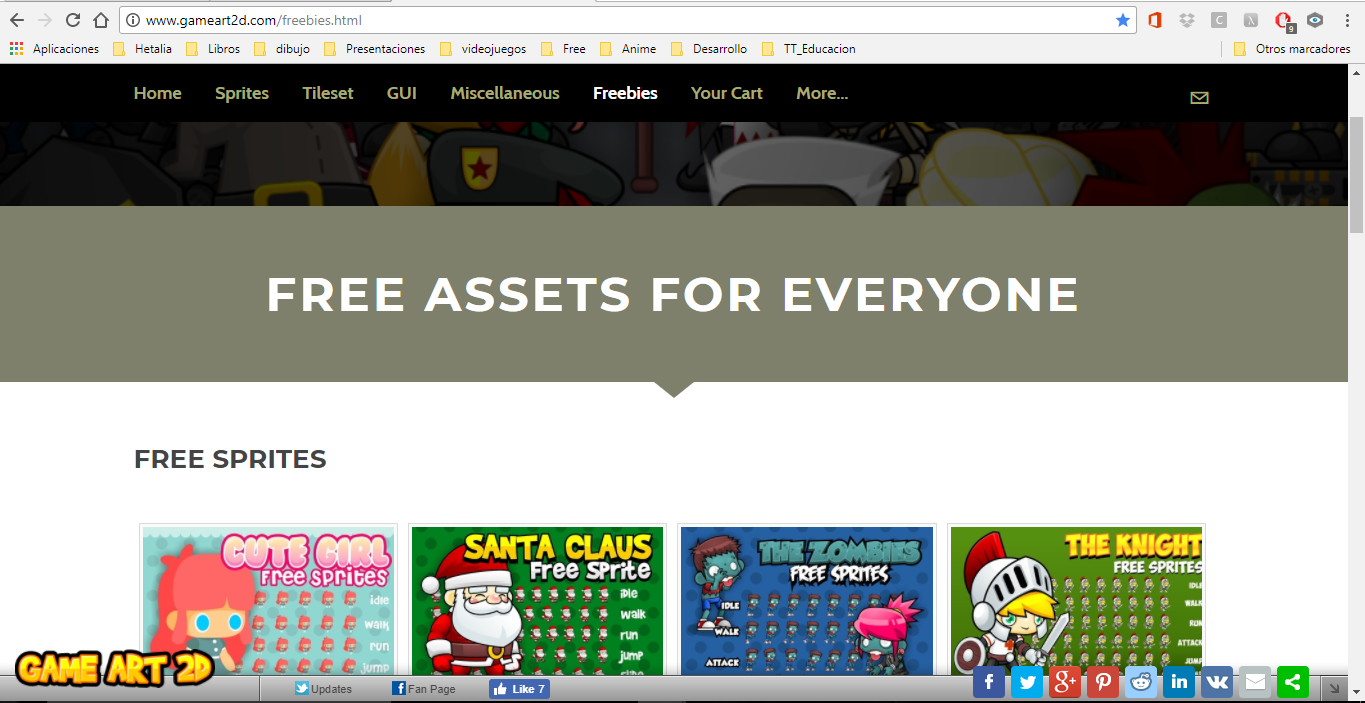 www.gameart2d.com/freebies.html
9
Aplicaciones Hetalia Libros dibujo Presentaciones videojuegos Free Anime Desarrollo TT_Educacion Otros marcadores
Home Sprites Tileset GUI Miscellaneous Freebies Your Cart More...
FREE ASSETS FOR EVERYONE
FREE SPRITES
CUTE GIRL
Free Sprites
idle
walk
run
jump
SANTA CLAUS
Free Sprite
idle
walk
run
jump
THE ZOMBIES
FREE SPRITES
IDLE
WALK
ATTACK
THE KNIGHT
FREE SPRITES
IDLE
WALK
RUN
ATTACK
JUMP
GAME ART 2D
Updates Fan Page Like 7